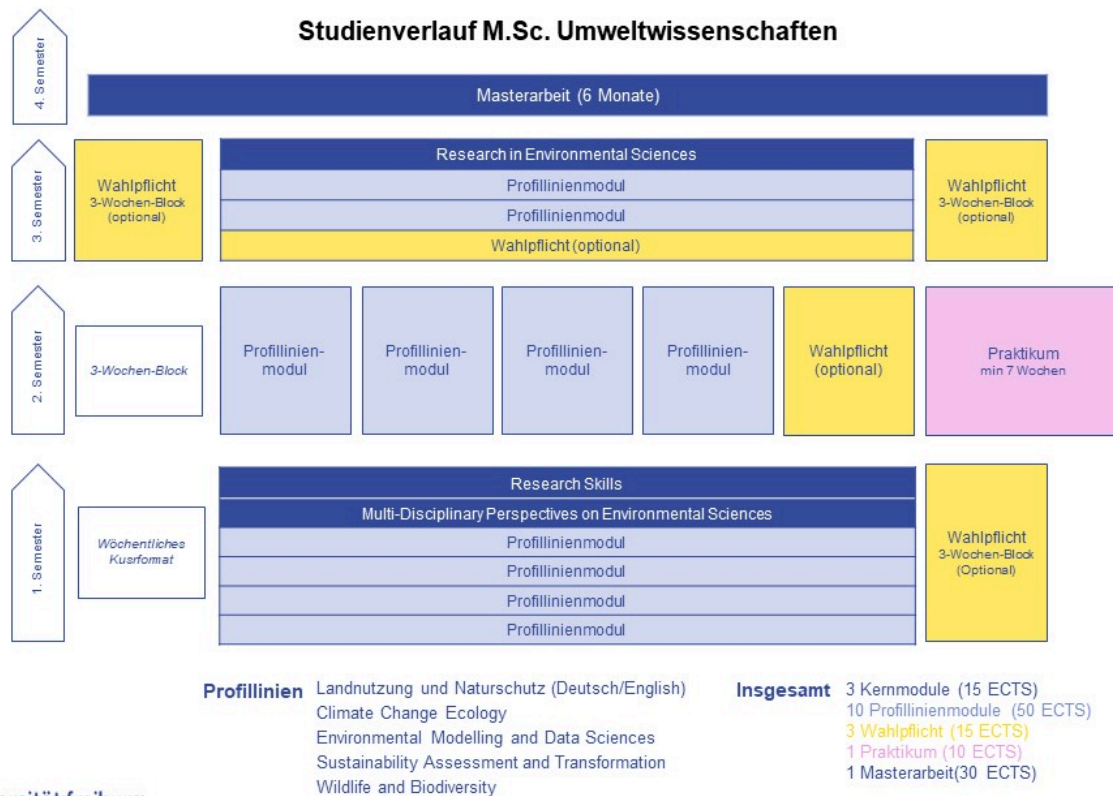 Studienverlauf M.Sc. Umweltwissenschaften
4. Semester
Masterarbeit (6 Monate)
3. Semester
Wahlpflicht
3-Wochen-Block
(optional)
Research in Environmental Sciences
Profillinienmodul
Profillinienmodul
Wahlpflicht (optional)
Wahlpflicht
3-Wochen-Block
(optional)
2. Semester
3-Wochen-Block
Profillinien-
modul
Profillinien-
modul
Profillinien-
modul
Profillinien-
modul
Wahlpflicht
(optional)
Praktikum
min 7 Wochen
1. Semester
Wöchentliches
Kusrformat
Research Skills
Multi-Disciplinary Perspectives on Environmental Sciences
Profillinienmodul
Profillinienmodul
Profillinienmodul
Profillinienmodul
Wahlpflicht
3-Wochen-Block
(Optional)
Profillinien
Landnutzung und Naturschutz (Deutsch/English)
Climate Change Ecology
Environmental Modelling and Data Sciences
Sustainability Assessment and Transformation
Wildlife and Biodiversity
Insgesamt
3 Kernmodule (15 ECTS)
10 Profillinienmodule (50 ECTS)
3 Wahlpflicht (15 ECTS)
1 Praktikum (10 ECTS)
1 Masterarbeit(30 ECTS)